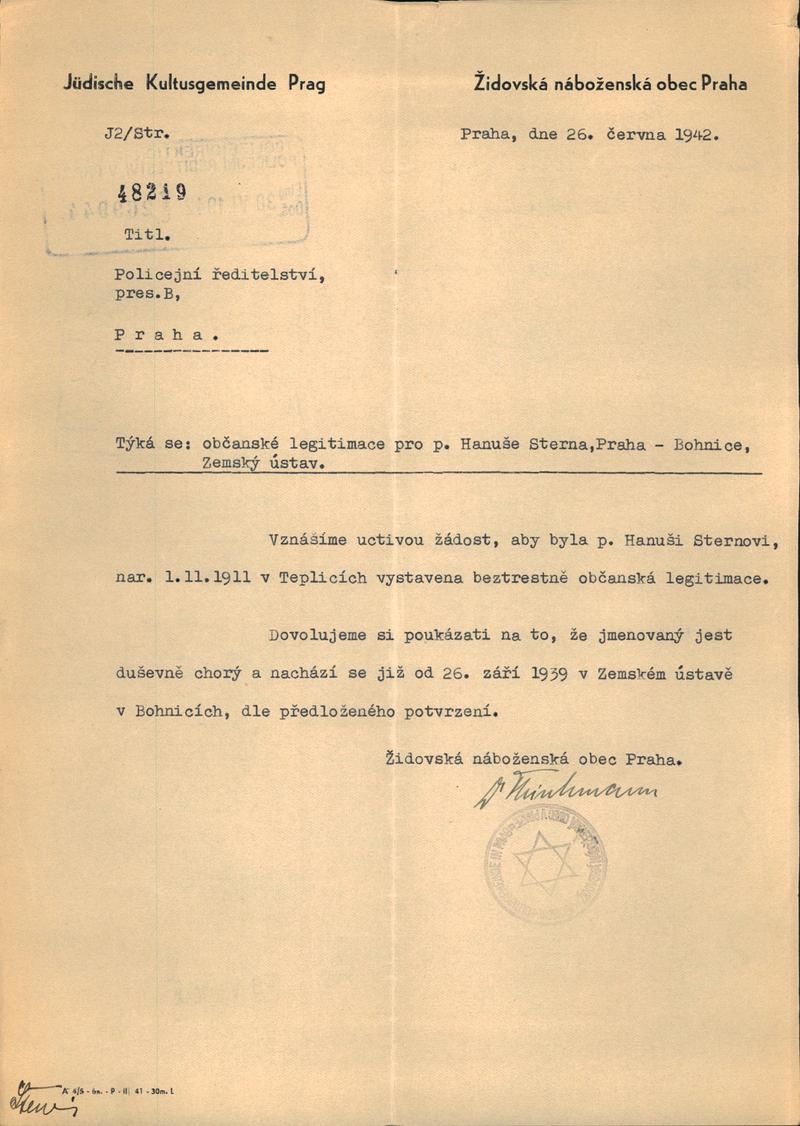 Jüdische Kultusgemeinde Prag
Židovská náboženská obec Praha
J2/Str.
Praha, dne 26. června 1942.
48219
Titl.
Policejní ředitelství,
pres.B,
P r a h a .
Týká se: občanské legitimace pro p. Hanuše Sterna,Praha - Bohnice,
Zemský ústav.
Vznášíme uctivou žádost, aby byla p. Hanuši Sternovi,
nar. 1.11.1911 v Teplicích vystavena beztrestně občanská legitimace.
Dovolujeme si poukázati na to, že jmenovaný jest
duševně chorý a nachází se již od 26. září 1939 v Zemském ústavě
v Bohnicích, dle předloženého potvrzení.
Židovská náboženská obec Praha.
Dr
41 - 30m. L